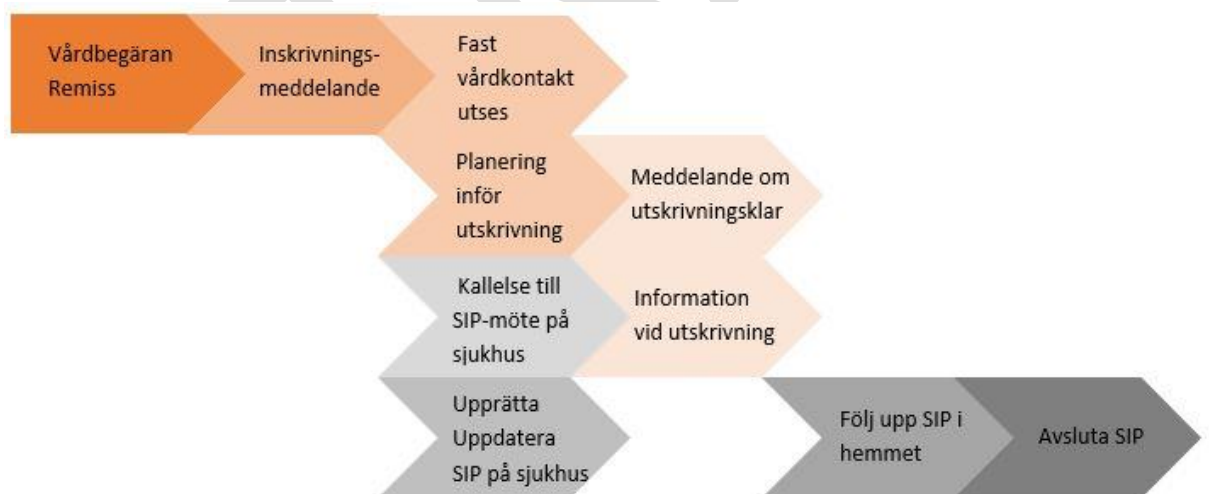 Vårdbegäran
Remiss
Inskrivnings-
meddelande
Fast
vårdkontakt
utses
Planering
inför
utskrivning
Meddelande om
utskrivningsklar
Kallelse till
SIP-möte på
sjukhus
Information
vid utskrivning
Upprätta
Uppdatera
SIP på sjukhus
Följ upp SIP i
hemmet
Avsluta SIP